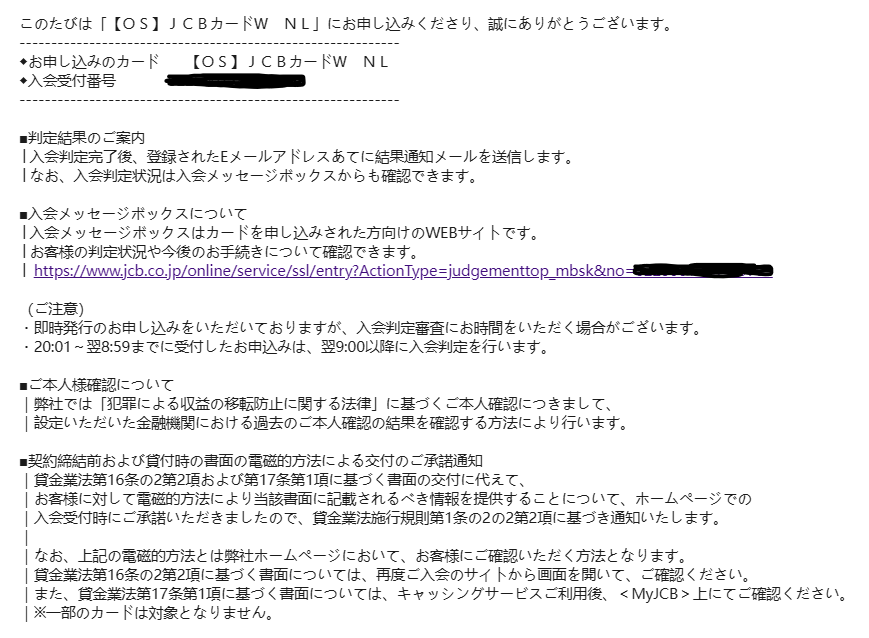 このたびは「【ＯＳ】ＪＣＢカードＷ　ＮＬ」にお申し込みくださり、誠にありがとうございます。
------------------------------------------------------------
◆お申し込みのカード　　【ＯＳ】ＪＣＢカードＷ　ＮＬ
◆入会受付番号
------------------------------------------------------------
■判定結果のご案内
｜入会判定完了後、登録されたEメールアドレスあてに結果通知メールを送信します。
｜なお、入会判定状況は入会メッセージボックスからも確認できます。
■入会メッセージボックスについて
｜入会メッセージボックスはカードを申し込みされた方向けのWEBサイトです。
｜お客様の判定状況や今後のお手続きについて確認できます。
｜ https://www.jcb.co.jp/online/service/ssl/entry?ActionType=judgementtop_mbsk&no=
（ご注意）
・即時発行のお申し込みをいただいておりますが、入会判定審査にお時間をいただく場合がございます。
・20:01～翌8:59までに受付したお申込みは、翌9:00以降に入会判定を行います。
■ご本人様確認について
｜弊社では「犯罪による収益の移転防止に関する法律」に基づくご本人確認につきまして、
｜設定いただいた金融機関における過去のご本人確認の結果を確認する方法により行います。
■契約締結前および貸付時の書面の電磁的方法による交付のご承諾通知
｜貸金業法第16条の2第2項および第17条第1項に基づく書面の交付に代えて、
｜お客様に対して電磁的方法により当該書面に記載されるべき情報を提供することについて、ホームページでの
｜入会受付時にご承諾いただきましたので、貸金業法施行規則第1条の2の2第2項に基づき通知いたします。
｜
｜なお、上記の電磁的方法とは弊社ホームページにおいて、お客様にご確認いただく方法となります。
｜貸金業法第16条の2第2項に基づく書面については、再度ご入会のサイトから画面を開いて、ご確認ください。
｜また、貸金業法第17条第1項に基づく書面については、キャッシングサービスご利用後、＜MyJCB＞上にてご確認ください。
｜※一部のカードは対象となりません。